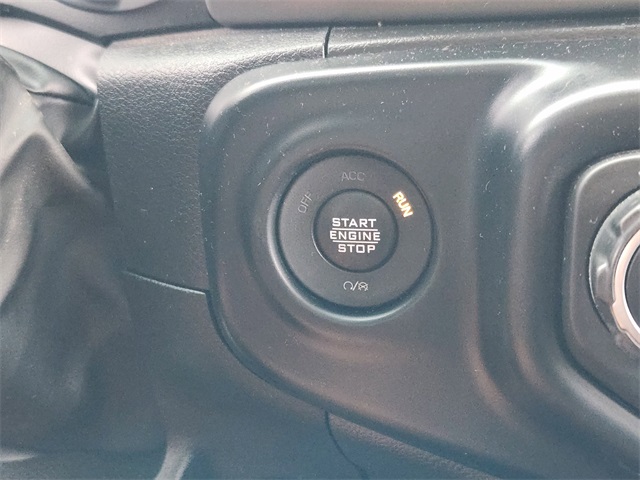 OFF
ACC
RUN
START
ENGINE
STOP